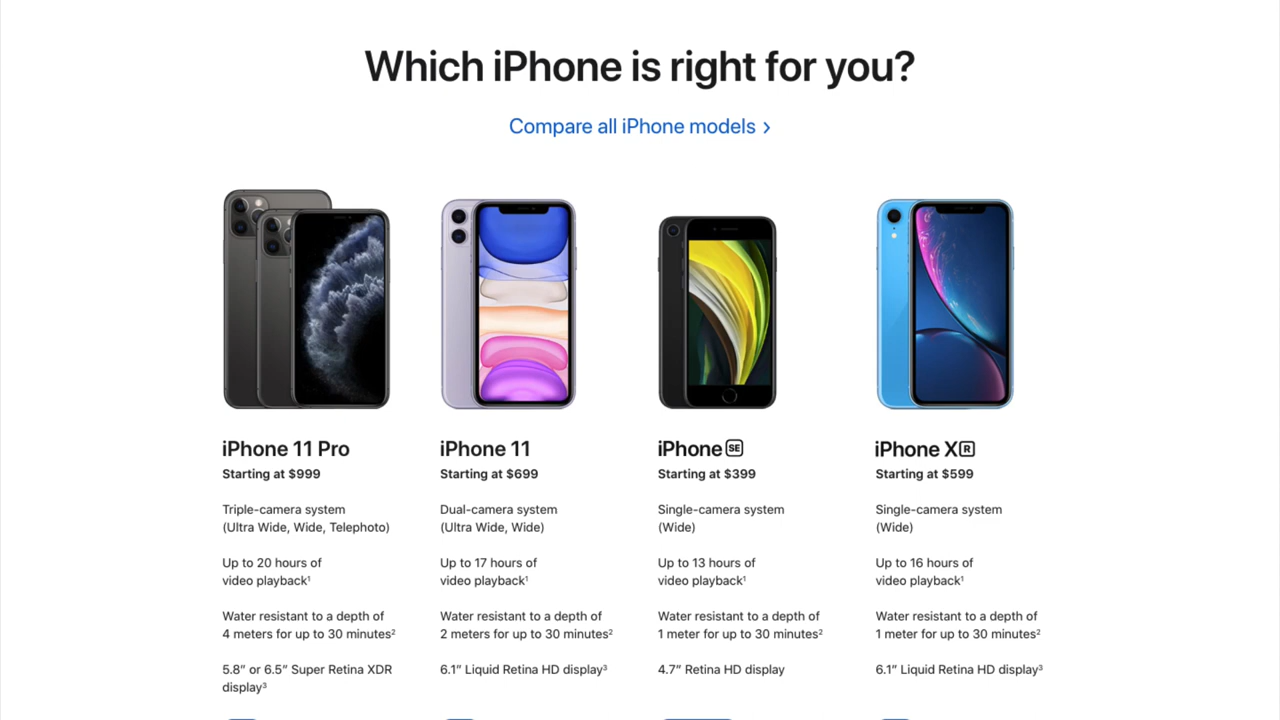 Which iPhone is right for you?
Compare all iPhone models >
iPhone 11 Pro
Starting at $999
Triple-camera system
(Ultra Wide, Wide, Telephoto)
Up to 20 hours of
video playback¹
Water resistant to a depth of
4 meters for up to 30 minutes²
5.8″ or 6.5″ Super Retina XDR
display³
iPhone 11
Starting at $699
Dual-camera system
(Ultra Wide, Wide)
Up to 17 hours of
video playback¹
Water resistant to a depth of
2 meters for up to 30 minutes²
6.1″ Liquid Retina HD display³
iPhone SE
Starting at $399
Single-camera system
(Wide)
Up to 13 hours of
video playback¹
Water resistant to a depth of
1 meter for up to 30 minutes²
4.7″ Retina HD display
iPhone XR
Starting at $599
Single-camera system
(Wide)
Up to 16 hours of
video playback¹
Water resistant to a depth of
1 meter for up to 30 minutes²
6.1″ Liquid Retina HD display³